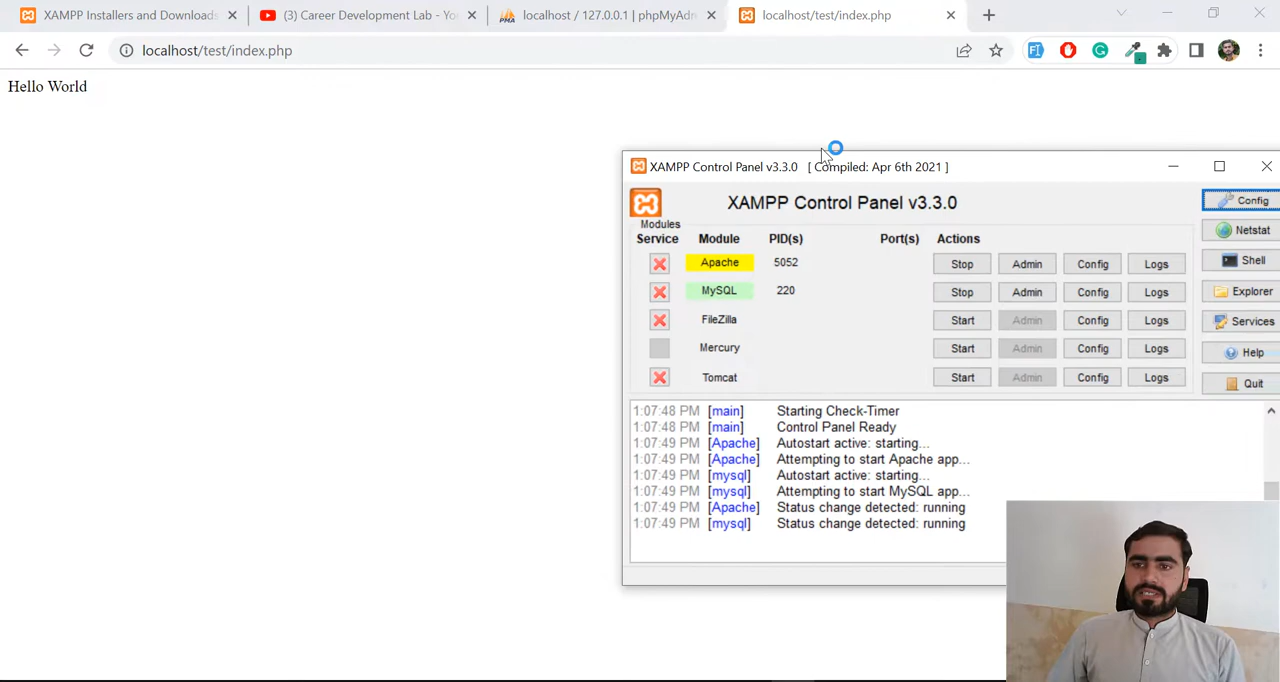 XAMPP Installers and Downloads
(3) Career Development Lab - Yo
localhost / 127.0.0.1 | phpMyAdm
localhost/test/index.php
localhost/test/index.php
Hello World
XAMPP Control Panel v3.3.0 [ Compiled: Apr 6th 2021 ]
XAMPP Control Panel v3.3.0
Config
Modules
Service Module PID(s) Port(s) Actions
Netstat
Apache 5052 Stop Admin Config Logs
Shell
MySQL 220 Stop Admin Config Logs
Explorer
FileZilla Start Admin Config Logs
Services
Mercury Start Admin Config Logs
Help
Tomcat Start Admin Config Logs
Quit
1:07:48 PM [main] Starting Check-Timer
1:07:48 PM [main] Control Panel Ready
1:07:49 PM [Apache] Autostart active: starting...
1:07:49 PM [Apache] Attempting to start Apache app...
1:07:49 PM [mysql] Autostart active: starting...
1:07:49 PM [mysql] Attempting to start MySQL app...
1:07:49 PM [Apache] Status change detected: running
1:07:49 PM [mysql] Status change detected: running